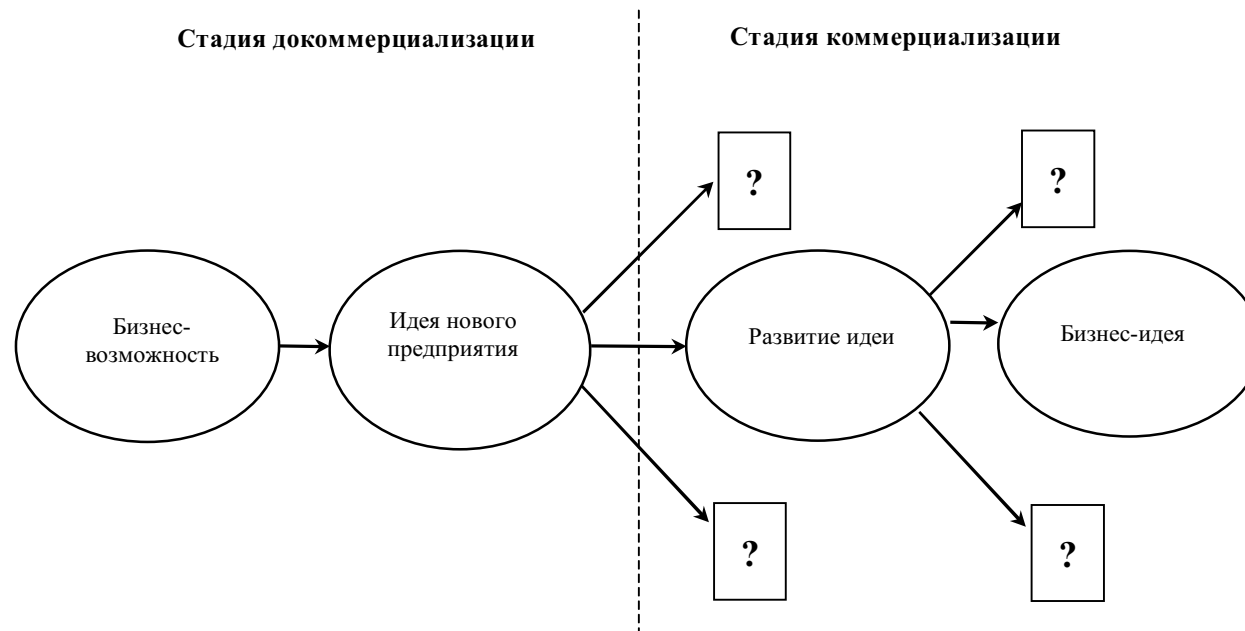 Стадия докоммерциализации
Стадия коммерциализации
?
?
Бизнес-
возможность
Идея нового
предприятия
Развитие идеи
Бизнес-идея
?
?